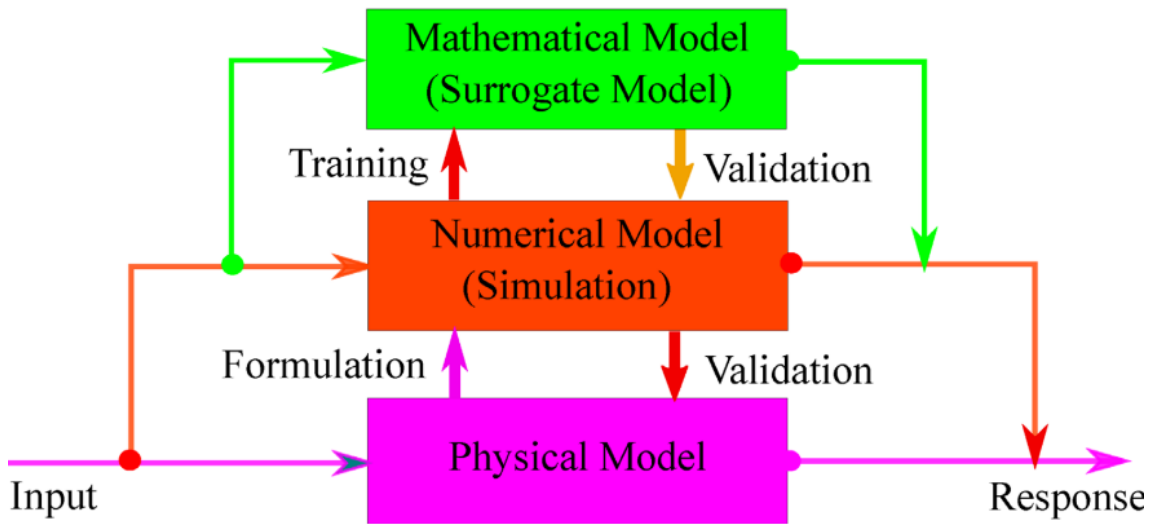 Mathematical Model
(Surrogate Model)
Training
Validation
Numerical Model
(Simulation)
Formulation
Validation
Physical Model
Input
Response